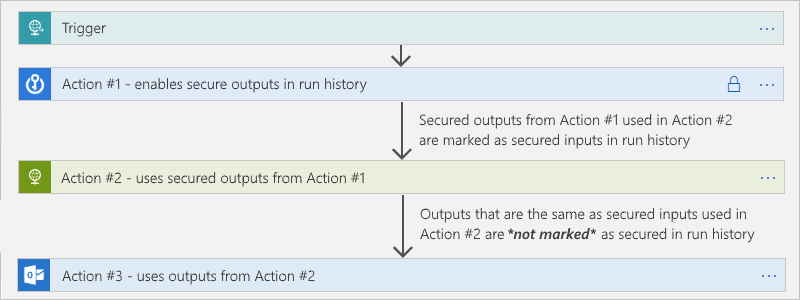 Trigger
Action #1 - enables secure outputs in run history
Secured outputs from Action #1 used in Action #2
are marked as secured inputs in run history
Action #2 - uses secured outputs from Action #1
Outputs that are the same as secured inputs used in
Action #2 are *not marked* as secured in run history
Action #3 - uses outputs from Action #2